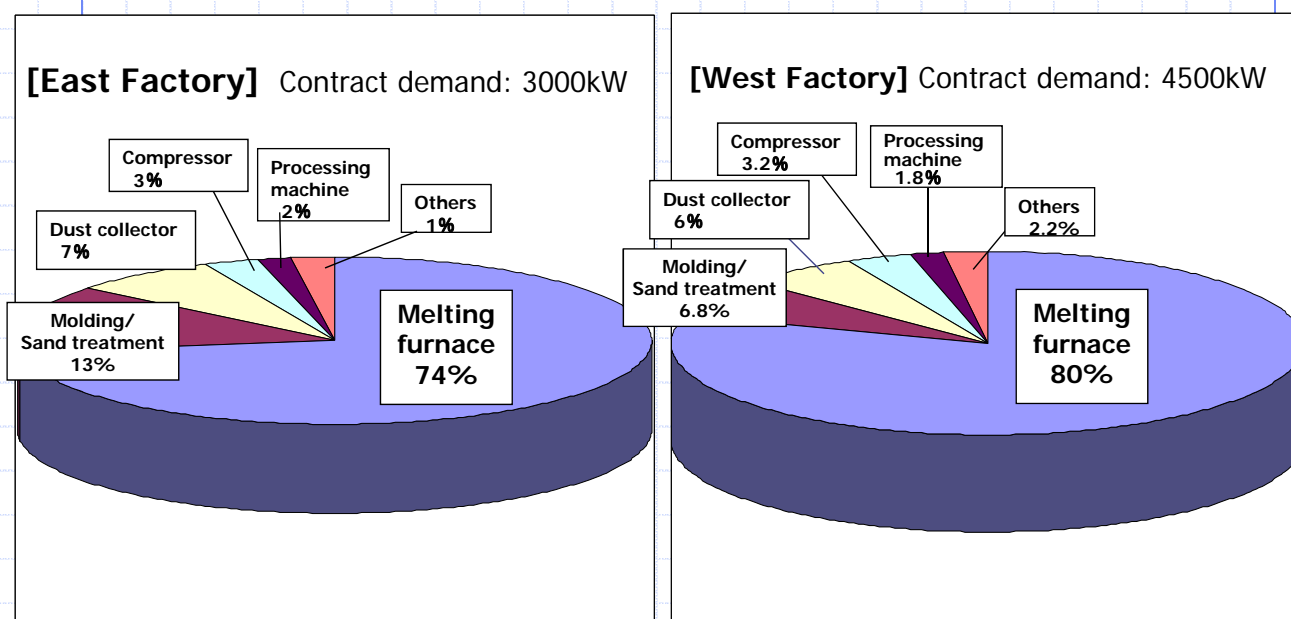 [East Factory] Contract demand: 3000kW
Compressor
3%
Processing
machine
2%
Others
1%
Dust collector
7%
Molding/
Sand treatment
13%
Melting
furnace
74%
[West Factory] Contract demand: 4500kW
Compressor
3.2%
Processing
machine
1.8%
Dust collector
6%
Others
2.2%
Molding/
Sand treatment
6.8%
Melting
furnace
80%